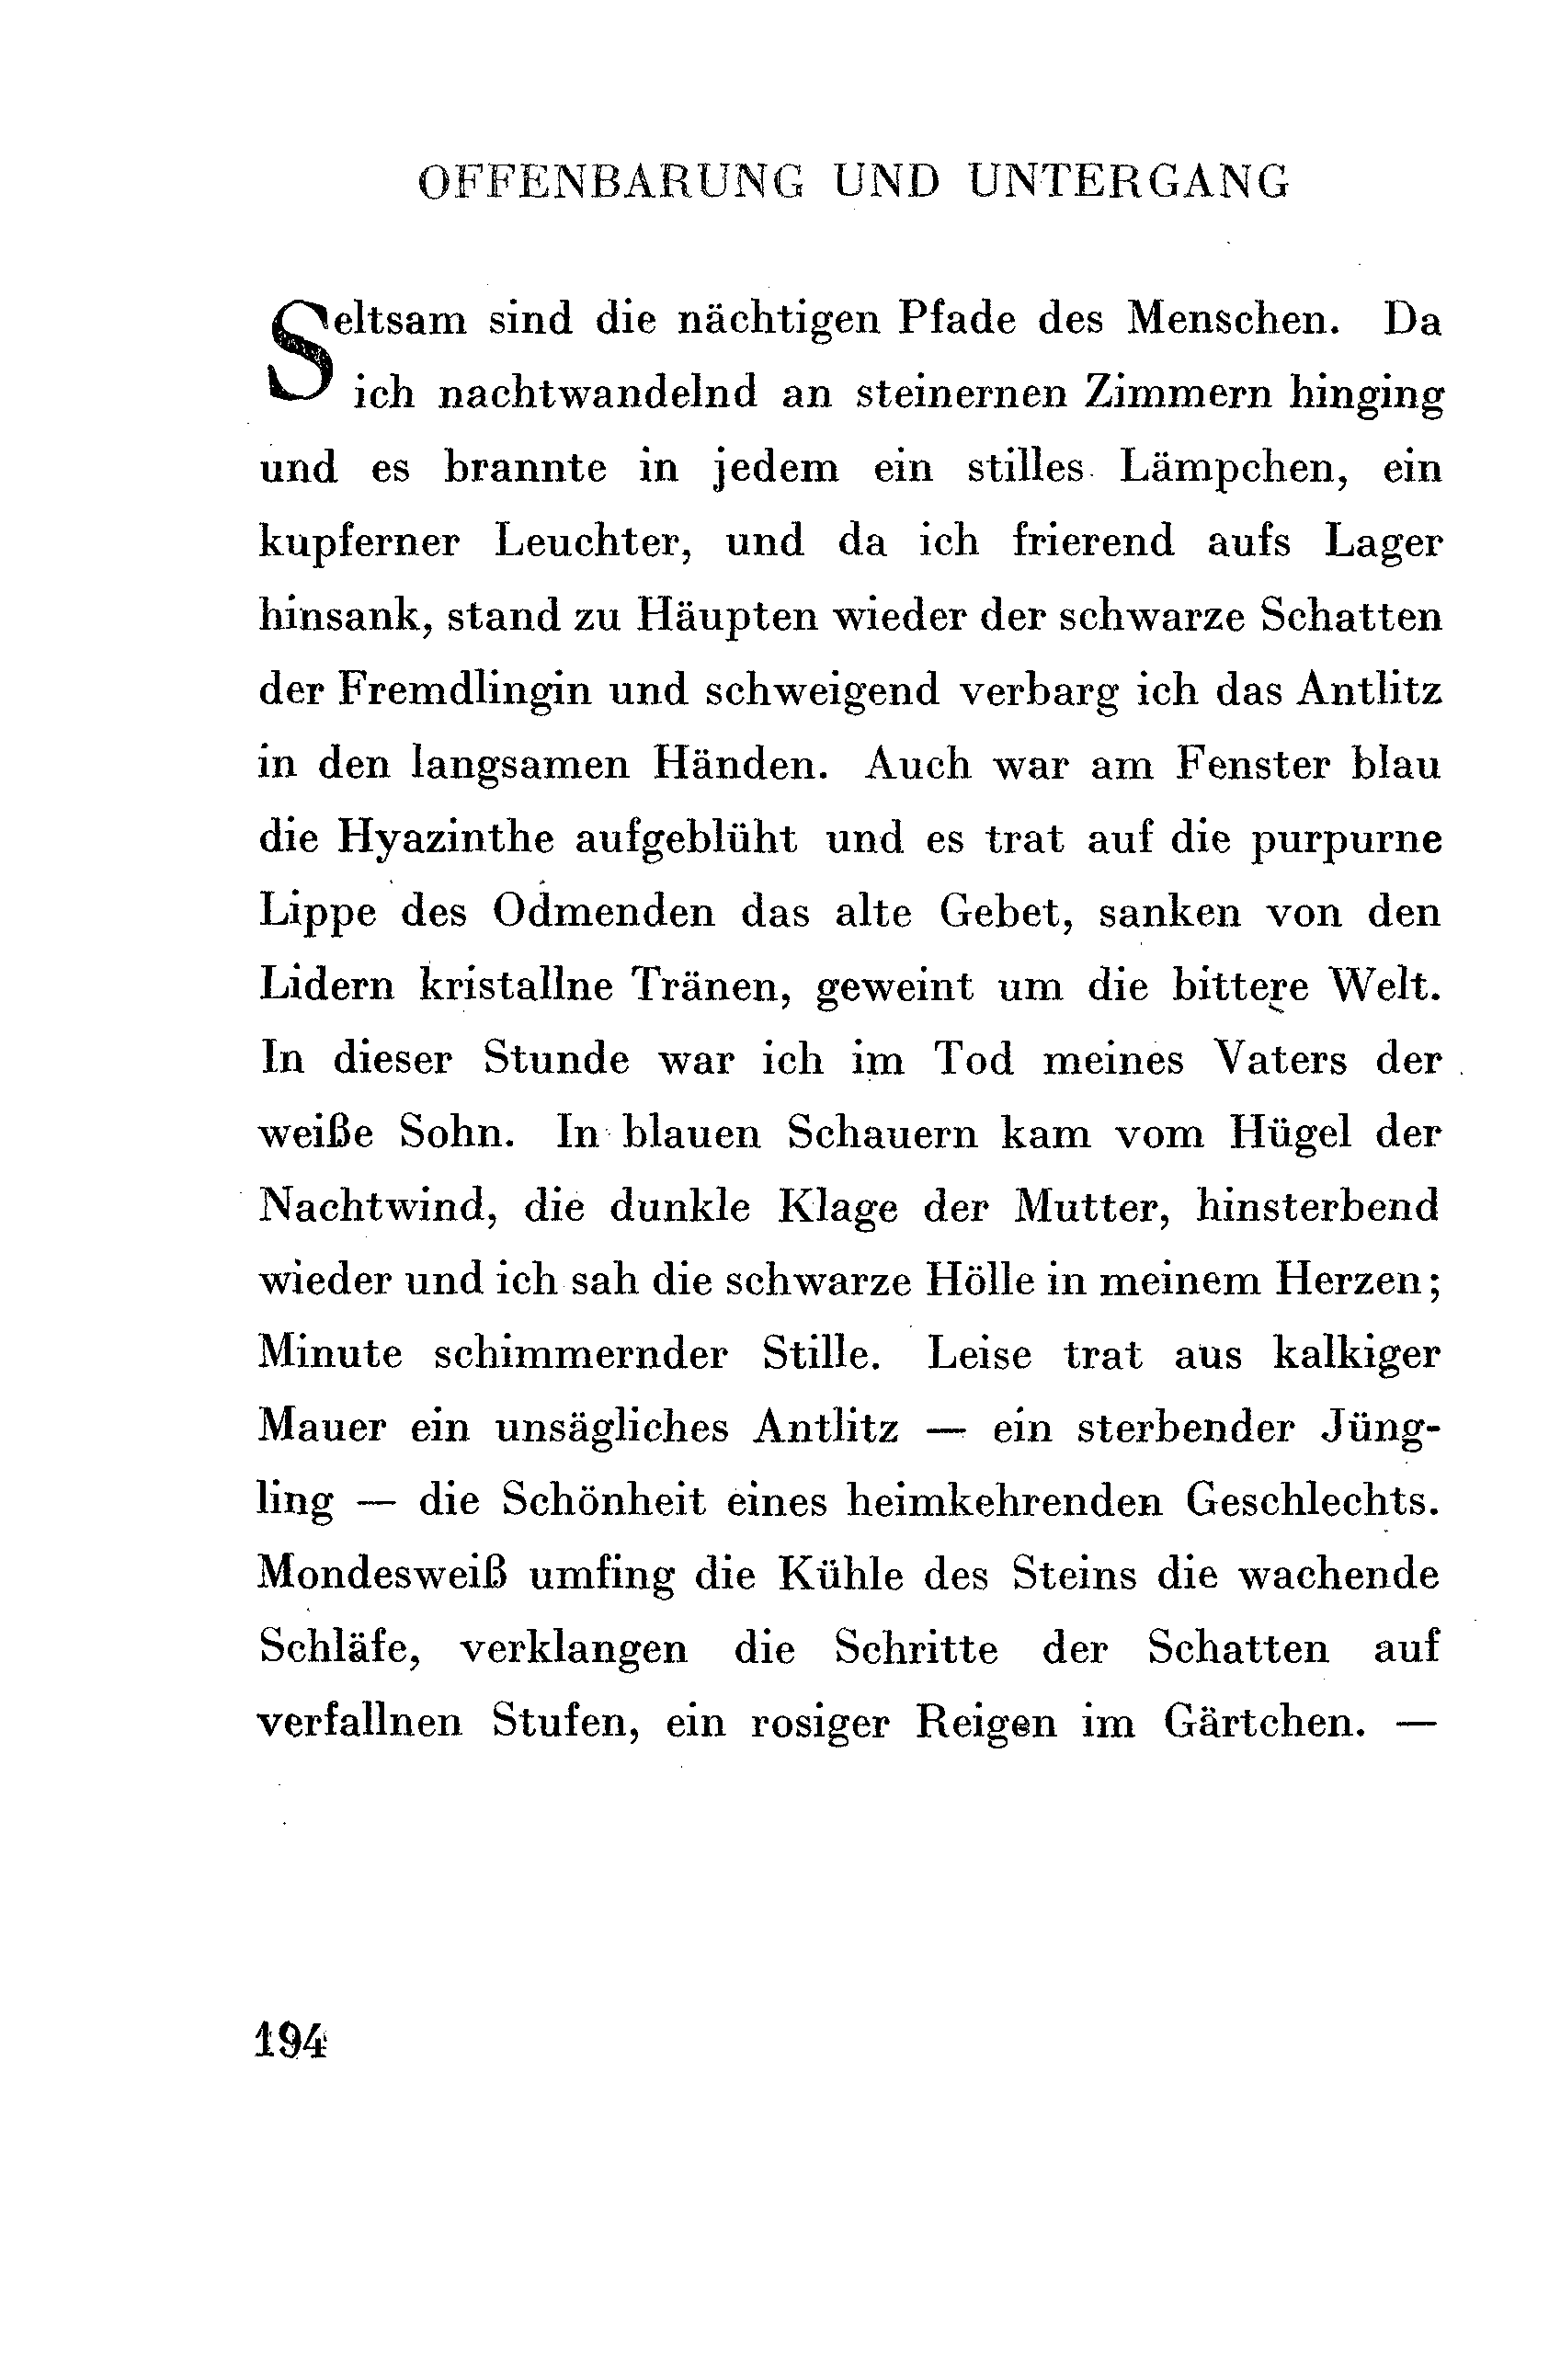 OFFENBARUNG UND UNTERGANG
Seltsam sind die nächtigen Pfade des Menschen. Da
ich nachtwandelnd an steinernen Zimmern hinging
und es brannte in jedem ein stilles Lämpchen, ein
kupferner Leuchter, und da ich frierend aufs Lager
hinsank, stand zu Häupten wieder der schwarze Schatten
der Fremdlingin und schweigend verbarg ich das Antlitz
in den langsamen Händen. Auch war am Fenster blau
die Hyazinthe aufgeblüht und es trat auf die purpurne
Lippe des Odmenden das alte Gebet, sanken von den
Lidern kristallne Tränen, geweint um die bittere Welt.
In dieser Stunde war ich im Tod meines Vaters der
weiße Sohn. In blauen Schauern kam vom Hügel der
Nachtwind, die dunkle Klage der Mutter, hinsterbend
wieder und ich sah die schwarze Hölle in meinem Herzen;
Minute schimmernder Stille. Leise trat aus kalkiger
Mauer ein unsägliches Antlitz — ein sterbender Jüng-
ling — die Schönheit eines heimkehrenden Geschlechts.
Mondesweiß umfing die Kühle des Steins die wachende
Schläfe, verklangen die Schritte der Schatten auf
verfallnen Stufen, ein rosiger Reigen im Gärtchen. —
194